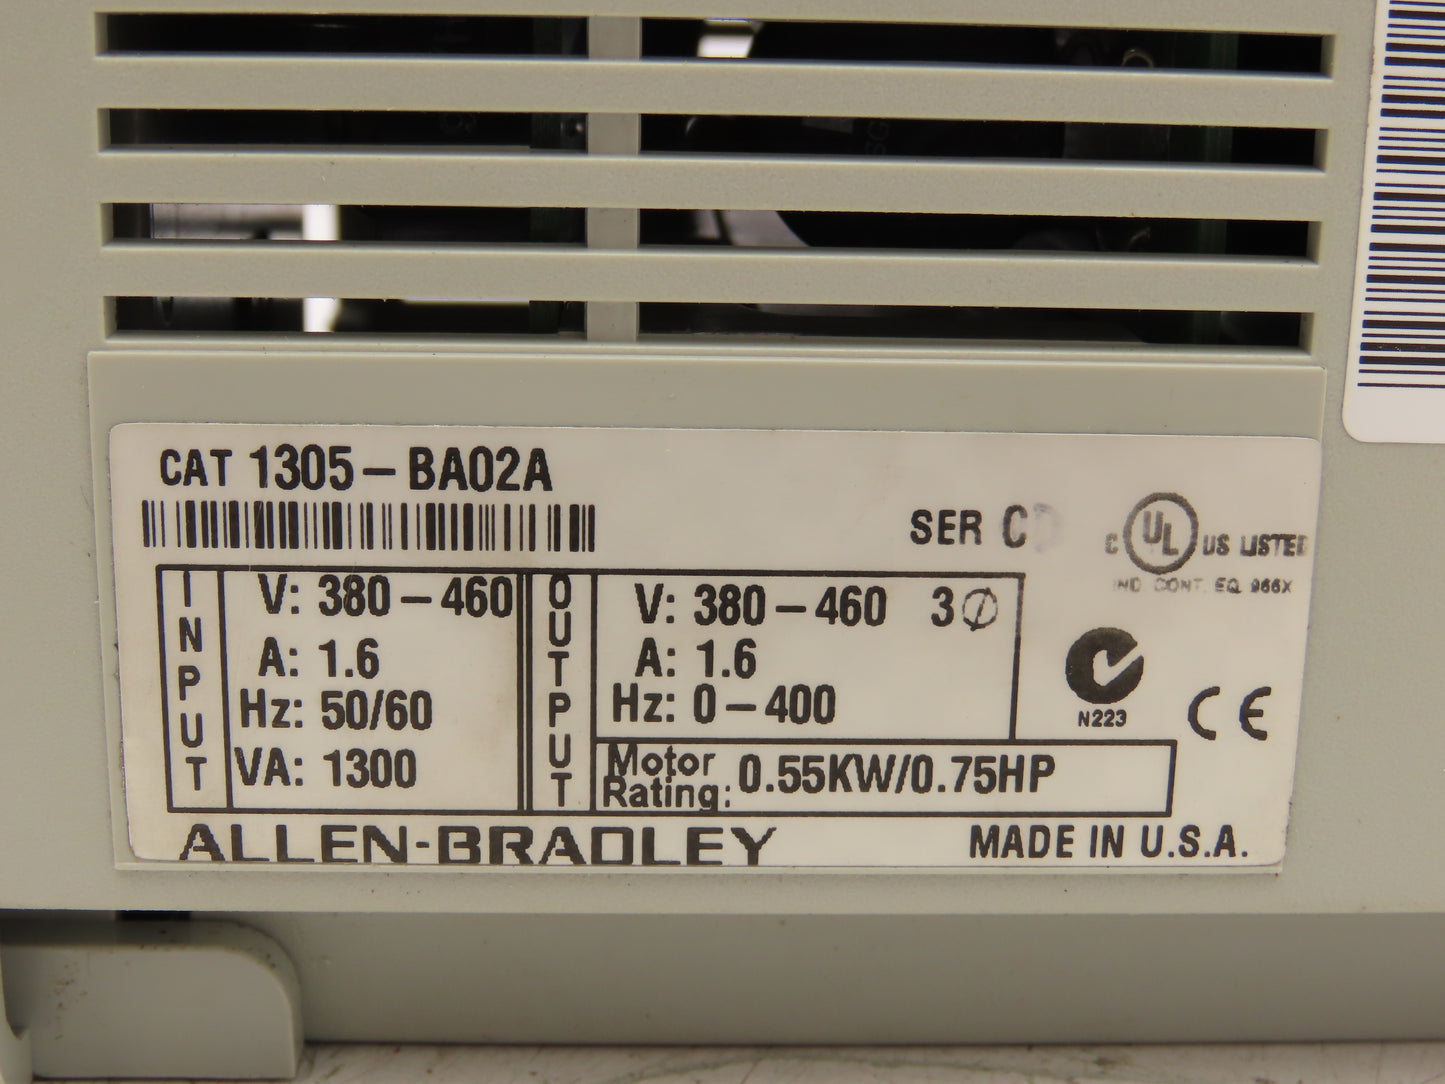 CAT 1305-BA02A
SER C
C UL US LISTED
IND. CONT. EQ. 966X
INPUT
V: 380-460
A: 1.6
Hz: 50/60
VA: 1300
OUTPUT
V: 380-460 3Ø
A: 1.6
Hz: 0-400
Motor Rating: 0.55KW/0.75HP
N223
CE
ALLEN-BRADLEY
MADE IN U.S.A.